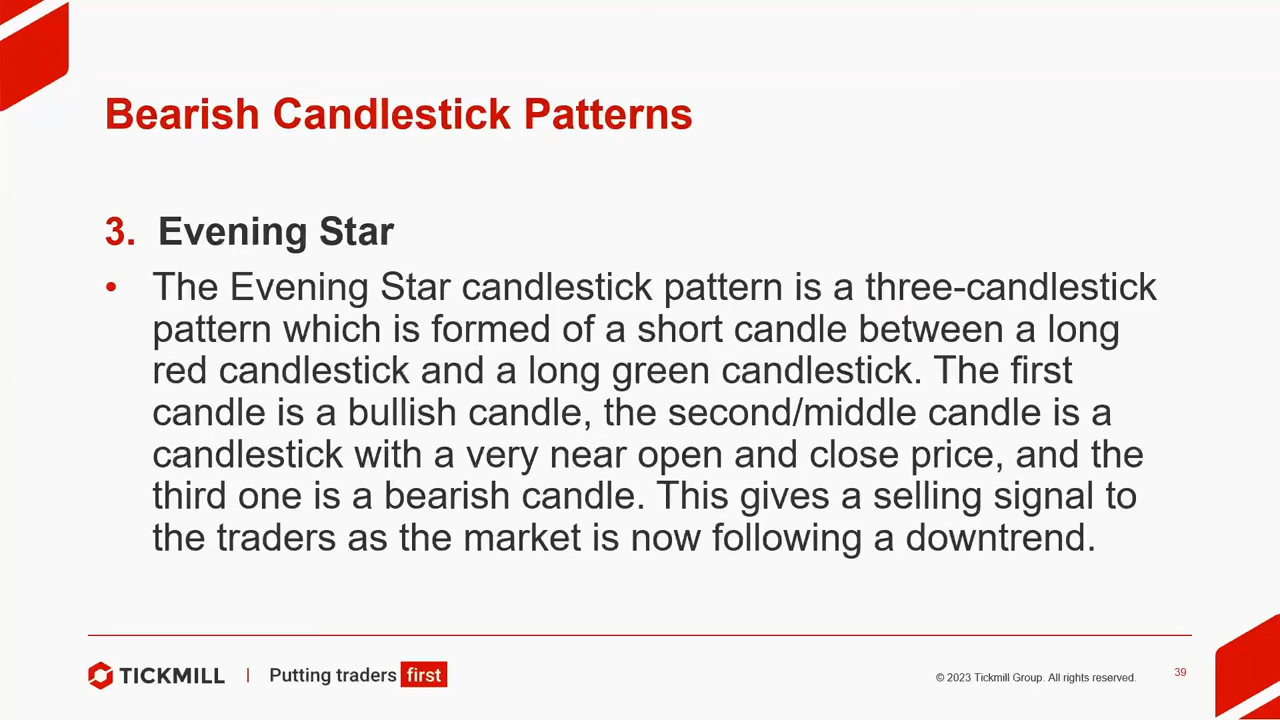 Bearish Candlestick Patterns
3. Evening Star
• The Evening Star candlestick pattern is a three-candlestick
pattern which is formed of a short candle between a long
red candlestick and a long green candlestick. The first
candle is a bullish candle, the second/middle candle is a
candlestick with a very near open and close price, and the
third one is a bearish candle. This gives a selling signal to
the traders as the market is now following a downtrend.
TICKMILL | Putting traders first
© 2023 Tickmill Group. All rights reserved.
39